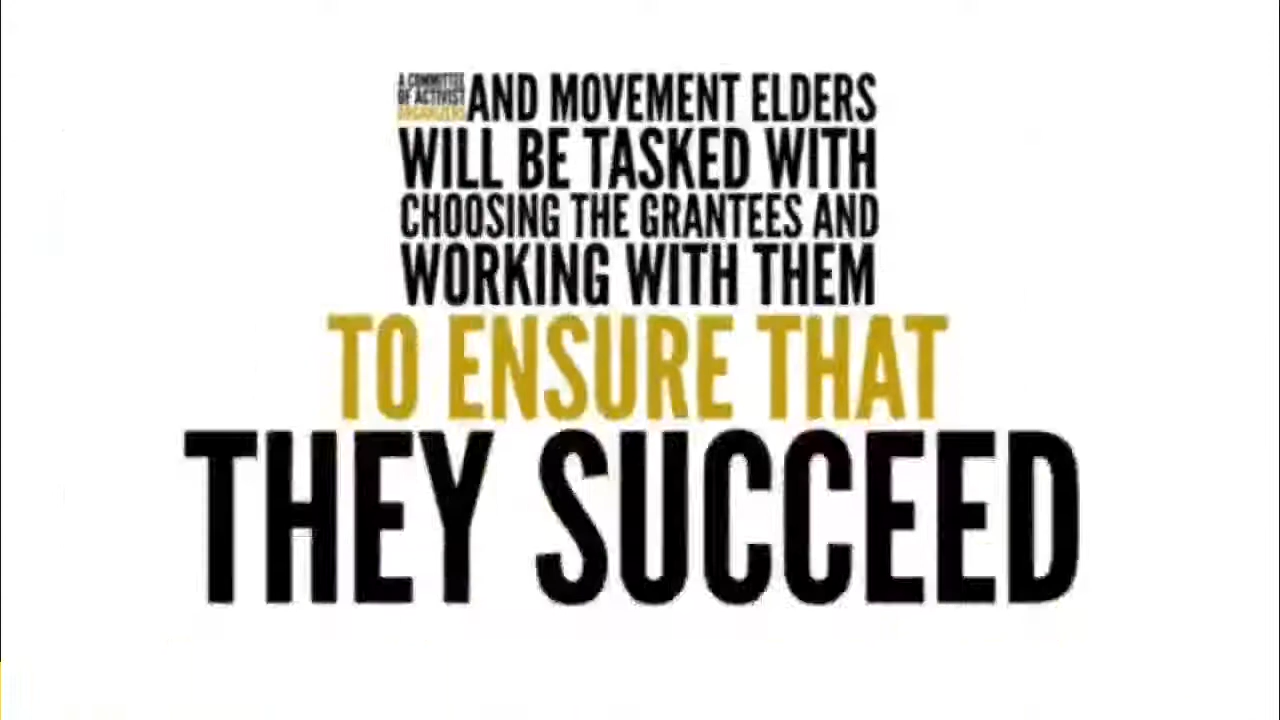 A COMMITTEE
OF ACTIVIST
ORGANIZERS
AND MOVEMENT ELDERS
WILL BE TASKED WITH
CHOOSING THE GRANTEES AND
WORKING WITH THEM
TO ENSURE THAT
THEY SUCCEED